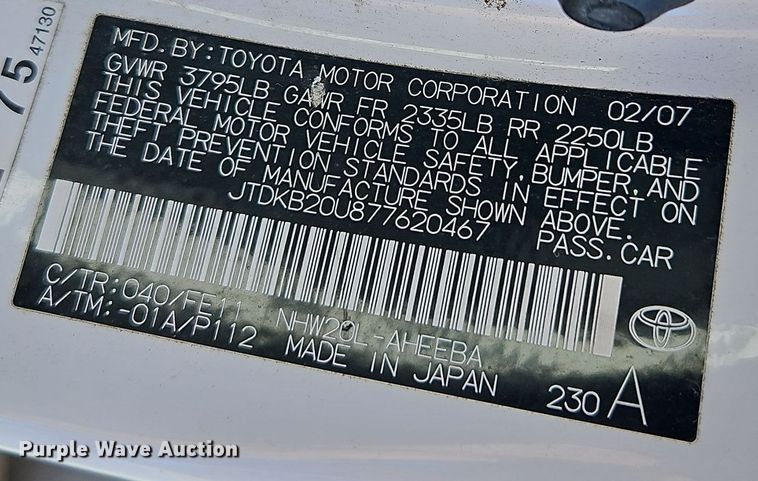 75
47130
MFD. BY: TOYOTA MOTOR CORPORATION 02/07
GVWR 3795LB GAWR FR 2335LB RR 2250LB
THIS VEHICLE CONFORMS TO ALL APPLICABLE
FEDERAL MOTOR VEHICLE SAFETY, BUMPER, AND
THEFT PREVENTION STANDARDS IN EFFECT ON
THE DATE OF MANUFACTURE SHOWN ABOVE.
JTDKB20U877620467 PASS.CAR
C/TR: 040/FE11 NHW20L-AHEEBA
A/TM:-01A/P112 MADE IN JAPAN
230 A
Purple Wave Auction